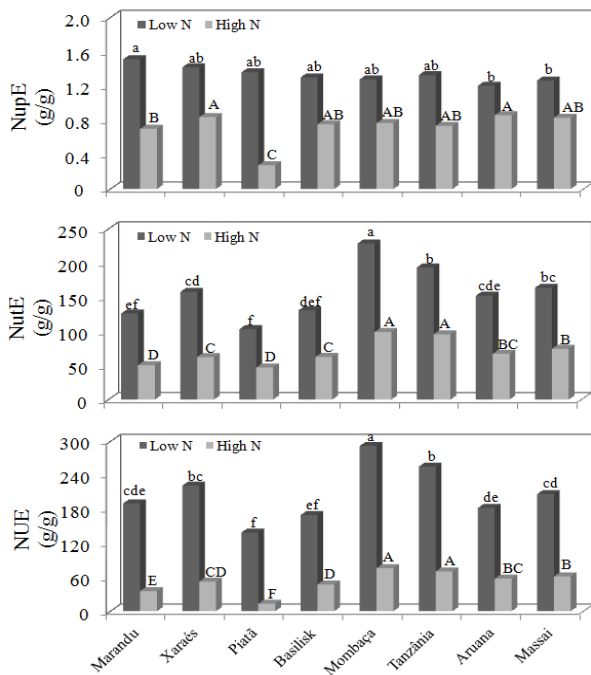 2.0
Low N High N
a ab ab ab ab ab b b
1.6
1.2
B A C AB AB AB A AB
0.8
0.4
0
NupE
(g/g)
250
Low N High N
ef cd f def a b cde bc
200
150
D C D C A A BC B
100
50
0
NutE
(g/g)
300
Low N High N
cde bc f ef a b de cd
240
180
120
E CD F D A A BC B
60
0
NUE
(g/g)
Marandu Xaraés Piatã Basilisk Mombaça Tanzânia Aruana Massai